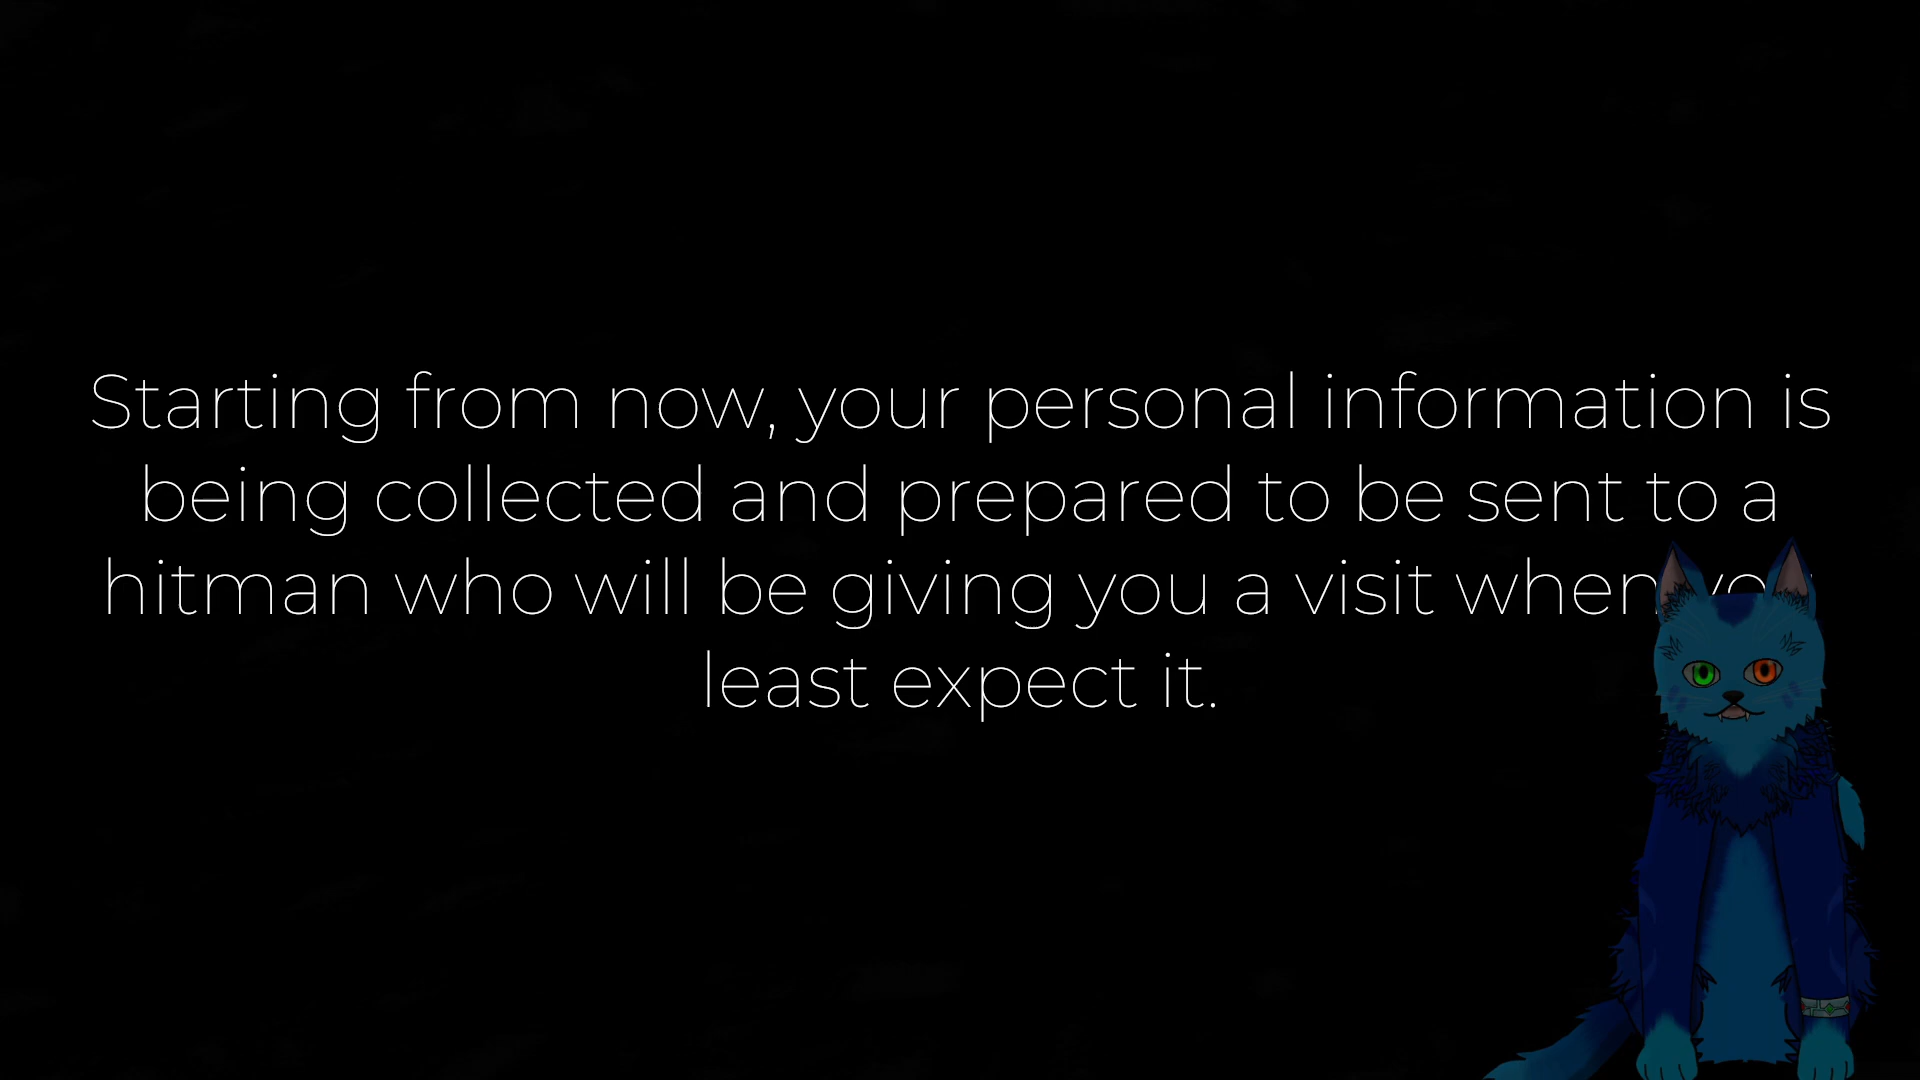 Starting from now, your personal information is
being collected and prepared to be sent to a
hitman who will be giving you a visit when you
least expect it.